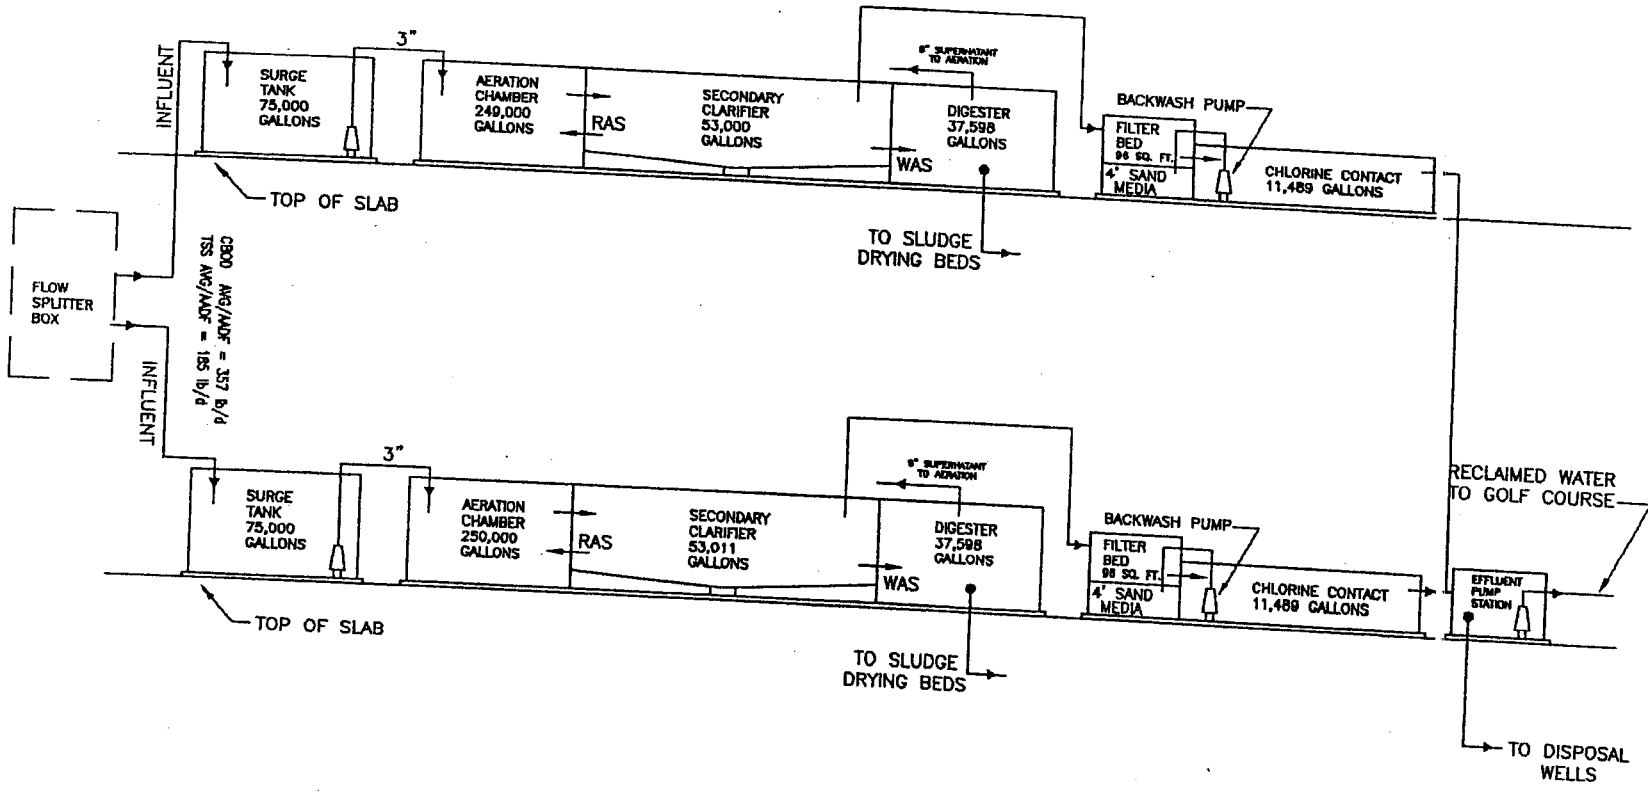 INFLUENT
3"
SURGE
TANK
75,000
GALLONS
AERATION
CHAMBER
249,000
GALLONS
RAS
SECONDARY
CLARIFIER
53,000
GALLONS
WAS
SUPERNATANT
TO AERATION
DIGESTER
37,598
GALLONS
BACKWASH PUMP
FILTER
BED
96 SQ. FT.
4' SAND
MEDIA
CHLORINE CONTACT
11,489 GALLONS
TOP OF SLAB
TO SLUDGE
DRYING BEDS
FLOW
SPLITTER
BOX
CBOD AVG/AADF = 357 lb/d
TSS AVG/AADF = 185 lb/d
INFLUENT
3"
SURGE
TANK
75,000
GALLONS
AERATION
CHAMBER
250,000
GALLONS
RAS
SECONDARY
CLARIFIER
53,011
GALLONS
WAS
SUPERNATANT
TO AERATION
DIGESTER
37,598
GALLONS
BACKWASH PUMP
FILTER
BED
96 SQ. FT.
4' SAND
MEDIA
CHLORINE CONTACT
11,489 GALLONS
RECLAIMED WATER
TO GOLF COURSE
EFFLUENT
PUMP
STATION
TOP OF SLAB
TO SLUDGE
DRYING BEDS
TO DISPOSAL
WELLS